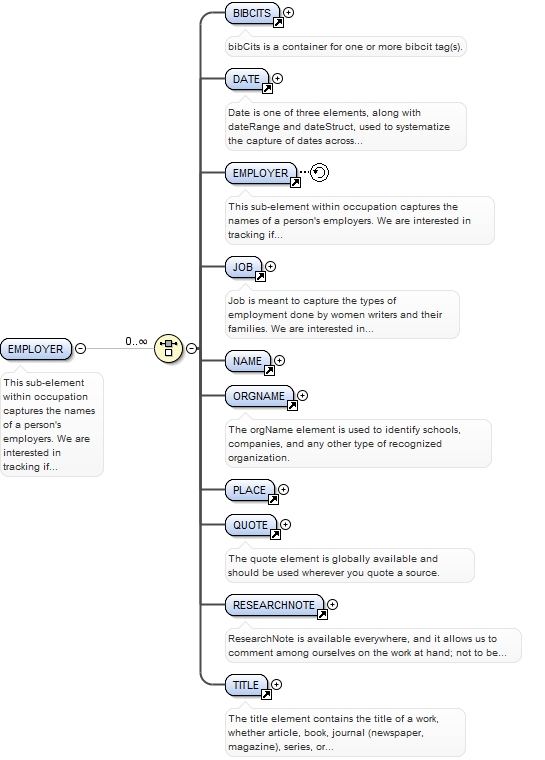 BIBCITS
bibCits is a container for one or more bibcit tag(s).
DATE
Date is one of three elements, along with
dateRange and dateStruct, used to systematize
the capture of dates across...
EMPLOYER
This sub-element within occupation captures the
names of a person's employers. We are interested in
tracking if...
JOB
Job is meant to capture the types of
employment done by women writers and their
families. We are interested in...
EMPLOYER
0..∞
This sub-element
within occupation
captures the names
of a person's
employers. We are
interested in
tracking if...
NAME
ORGNAME
The orgName element is used to identify schools,
companies, and any other type of recognized
organization.
PLACE
QUOTE
The quote element is globally available and
should be used wherever you quote a source.
RESEARCHNOTE
ResearchNote is available everywhere, and it allows us to
comment among ourselves on the work at hand; not to be...
TITLE
The title element contains the title of a work,
whether article, book, journal (newspaper,
magazine), series, or...